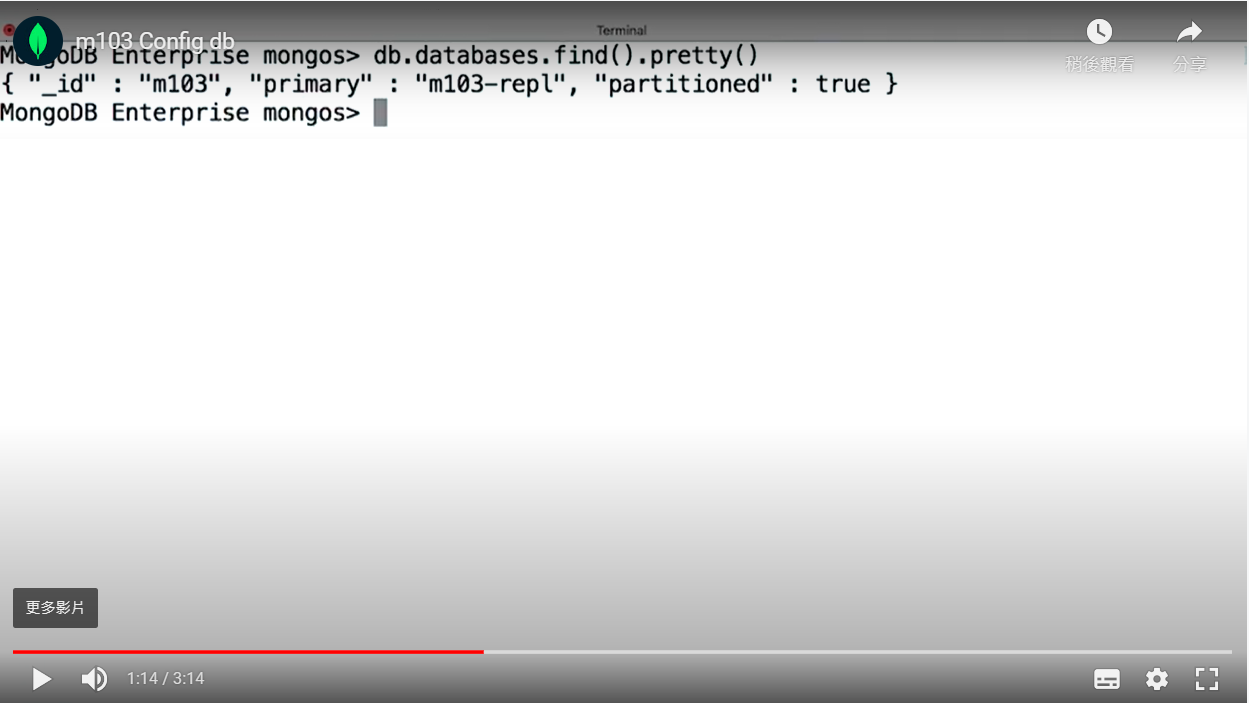 Terminal
m103 Config db
稍後觀看
分享
MongoDB Enterprise mongos> db.databases.find().pretty()
{ "_id" : "m103", "primary" : "m103-repl", "partitioned" : true }
MongoDB Enterprise mongos>
更多影片
1:14 / 3:14